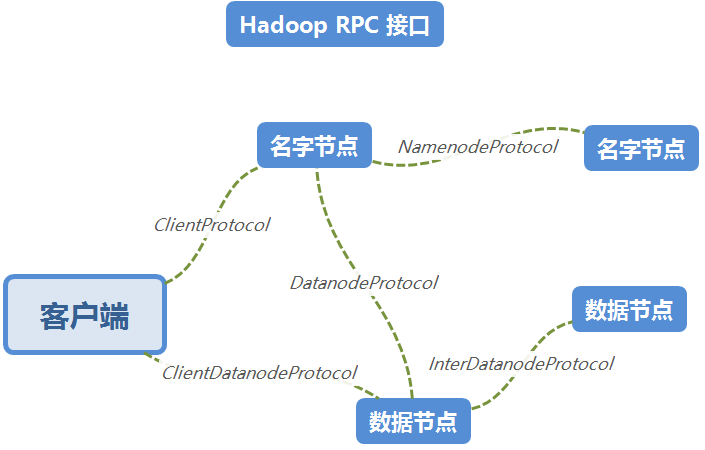 Hadoop RPC 接口
名字节点
NamenodeProtocol
名字节点
ClientProtocol
DatanodeProtocol
客户端
数据节点
ClientDatanodeProtocol
InterDatanodeProtocol
数据节点